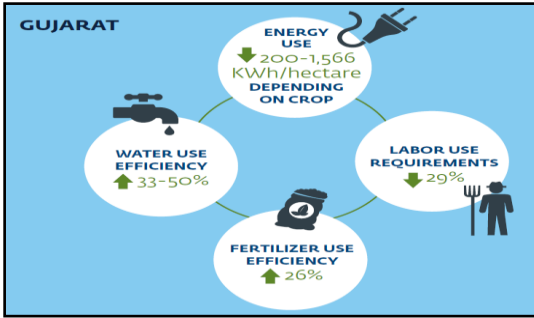 GUJARAT
ENERGY
USE
200-1,566
KWh/hectare
DEPENDING
ON CROP
WATER USE
EFFICIENCY
33-50%
LABOR USE
REQUIREMENTS
29%
FERTILIZER USE
EFFICIENCY
26%